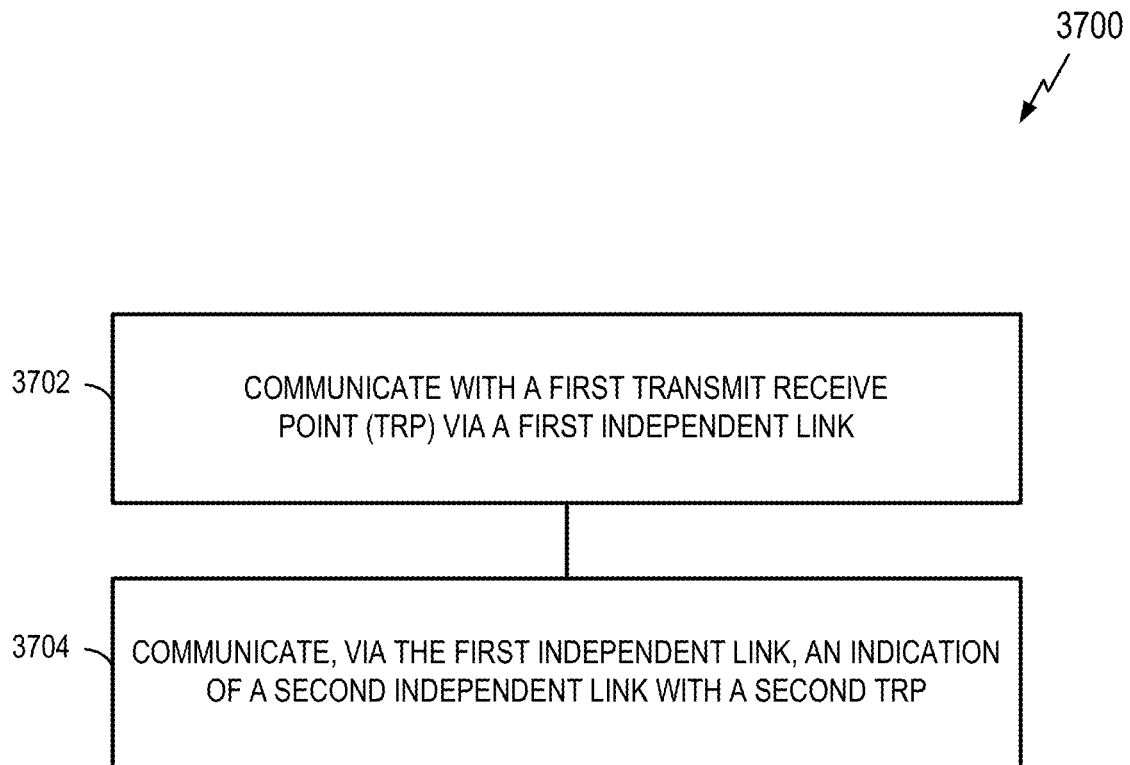 3700
3702
COMMUNICATE WITH A FIRST TRANSMIT RECEIVE
POINT (TRP) VIA A FIRST INDEPENDENT LINK
3704
COMMUNICATE, VIA THE FIRST INDEPENDENT LINK, AN INDICATION
OF A SECOND INDEPENDENT LINK WITH A SECOND TRP